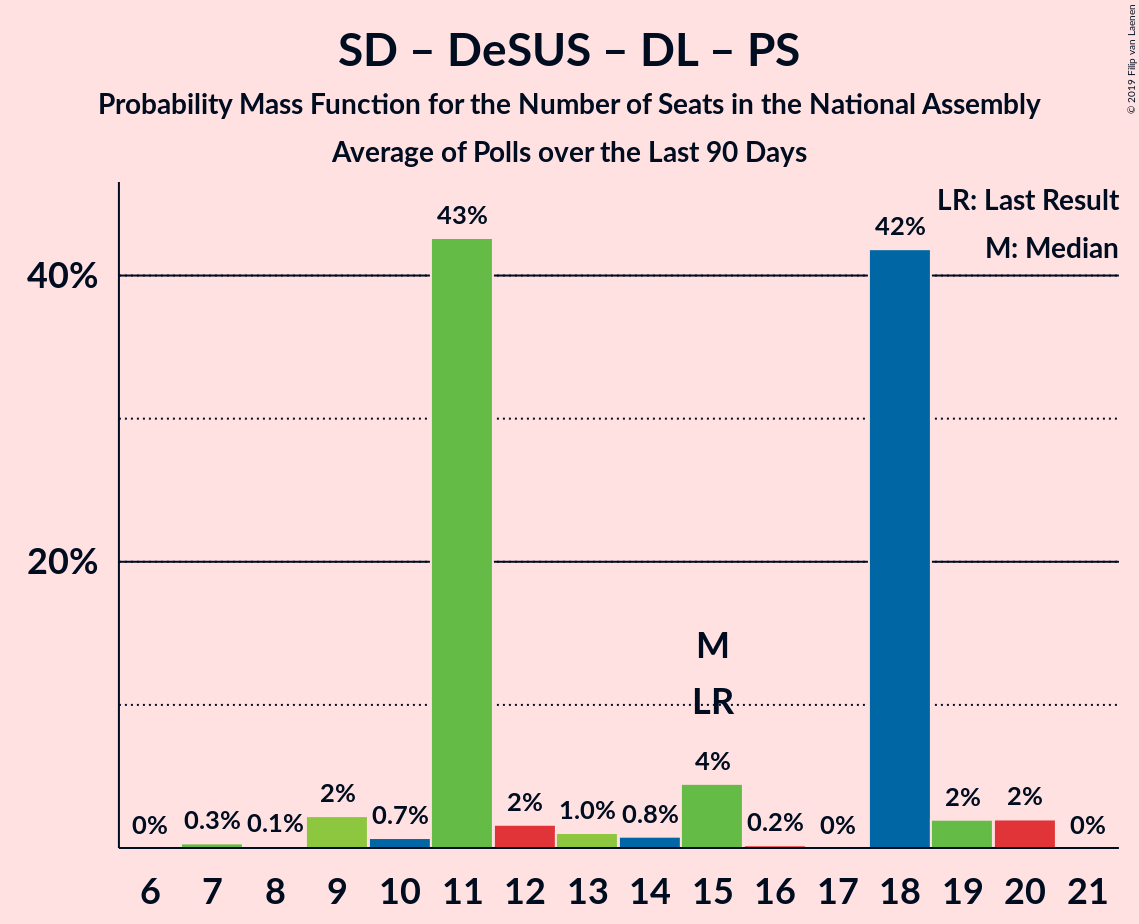 SD – DeSUS – DL – PS
Probability Mass Function for the Number of Seats in the National Assembly
Average of Polls over the Last 90 Days
© 2019 Filip van Laenen
LR: Last Result
M: Median
43%
42%
40%
20%
M
LR
4%
0%
0.3%
0.1%
2%
0.7%
2%
1.0%
0.8%
0.2%
0%
2%
2%
0%
6 7 8 9 10 11 12 13 14 15 16 17 18 19 20 21